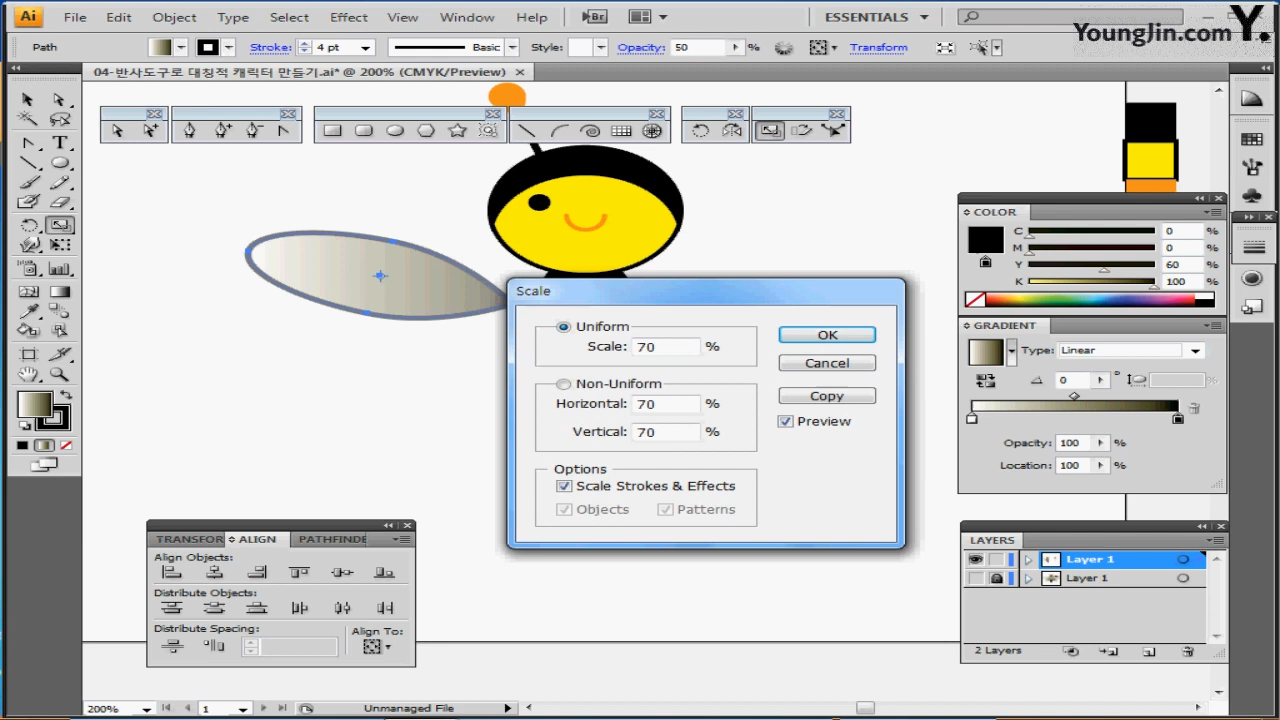 Ai File Edit Object Type Select Effect View Window Help Br ESSENTIALS
Y.
YoungJin.com
Path Stroke: 4 pt Basic Style: Opacity: 50 % Transform
04-반사도구로 대칭적 캐릭터 만들기.ai* @ 200% (CMYK/Preview)
T
COLOR
C 0 %
M 0 %
Y 60 %
K 100 %
GRADIENT
Type: Linear
0 °
%
Opacity: 100 %
Location: 100 %
Scale
Uniform
Scale: 70 %
Non-Uniform
Horizontal: 70 %
Vertical: 70 %
Options
Scale Strokes & Effects
Objects Patterns
OK
Cancel
Copy
Preview
TRANSFOR ALIGN PATHFINDE
Align Objects:
Distribute Objects:
Distribute Spacing:
Align To:
LAYERS
Layer 1
Layer 1
2 Layers
200% 1 Unmanaged File